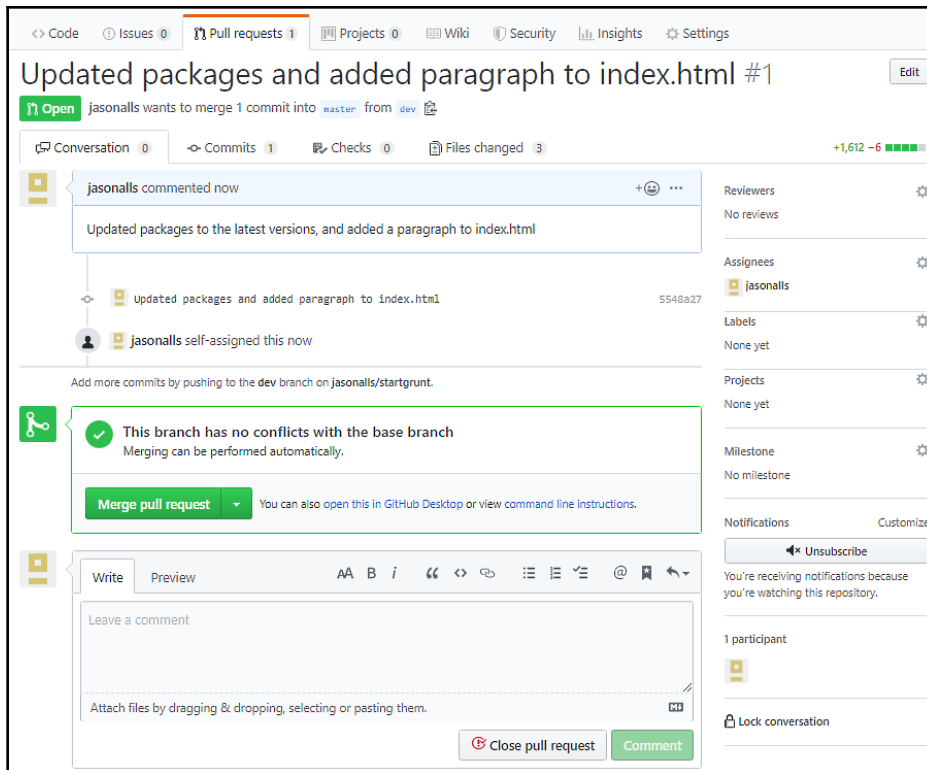 Code Issues 0 Pull requests 1 Projects 0 Wiki Security Insights Settings
Updated packages and added paragraph to index.html #1
Edit
Open jasonalls wants to merge 1 commit into master from dev
Conversation 0 Commits 1 Checks 0 Files changed 3
+1,612 −6
jasonalls commented now
Updated packages to the latest versions, and added a paragraph to index.html
Updated packages and added paragraph to index.html 5548a27
jasonalls self-assigned this now
Add more commits by pushing to the dev branch on jasonalls/startgrunt.
This branch has no conflicts with the base branch
Merging can be performed automatically.
Merge pull request
You can also open this in GitHub Desktop or view command line instructions.
Write Preview
AA B i
Leave a comment
Attach files by dragging & dropping, selecting or pasting them.
Close pull request Comment
Reviewers
No reviews
Assignees
jasonalls
Labels
None yet
Projects
None yet
Milestone
No milestone
Notifications Customize
Unsubscribe
You're receiving notifications because
you're watching this repository.
1 participant
Lock conversation